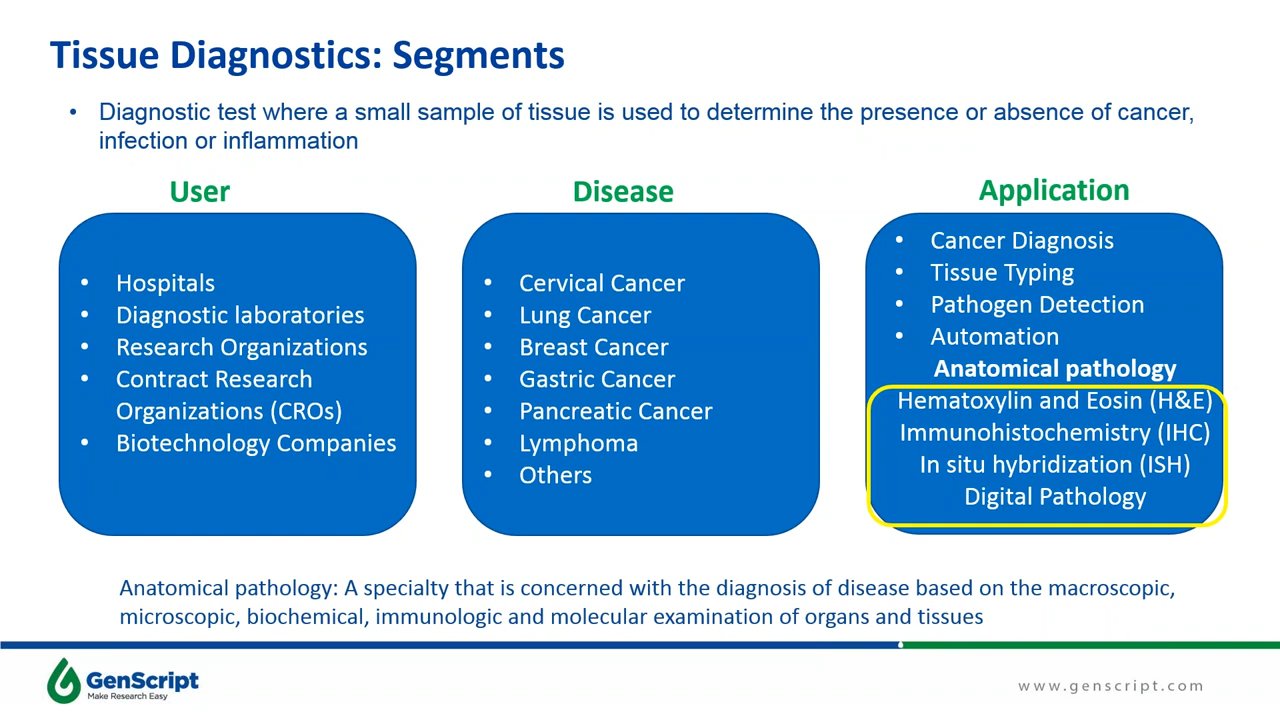 Tissue Diagnostics: Segments
• Diagnostic test where a small sample of tissue is used to determine the presence or absence of cancer,
infection or inflammation
User
• Hospitals
• Diagnostic laboratories
• Research Organizations
• Contract Research
Organizations (CROs)
• Biotechnology Companies
Disease
• Cervical Cancer
• Lung Cancer
• Breast Cancer
• Gastric Cancer
• Pancreatic Cancer
• Lymphoma
• Others
Application
• Cancer Diagnosis
• Tissue Typing
• Pathogen Detection
• Automation
Anatomical pathology
Hematoxylin and Eosin (H&E)
Immunohistochemistry (IHC)
In situ hybridization (ISH)
Digital Pathology
Anatomical pathology: A specialty that is concerned with the diagnosis of disease based on the macroscopic,
microscopic, biochemical, immunologic and molecular examination of organs and tissues
GenScript
Make Research Easy
www.genscript.com